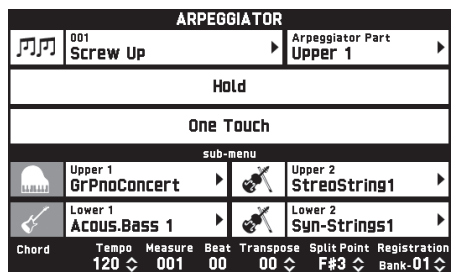 ARPEGGIATOR
001
Screw Up
Arpeggiator Part
Upper 1
Hold
One Touch
sub-menu
Upper 1
GrPnoConcert
Upper 2
StreoString1
Lower 1
Acous.Bass 1
Lower 2
Syn-Strings1
Chord Tempo Measure Beat Transpose Split Point Registration
120 001 00 00 F#3 Bank-01